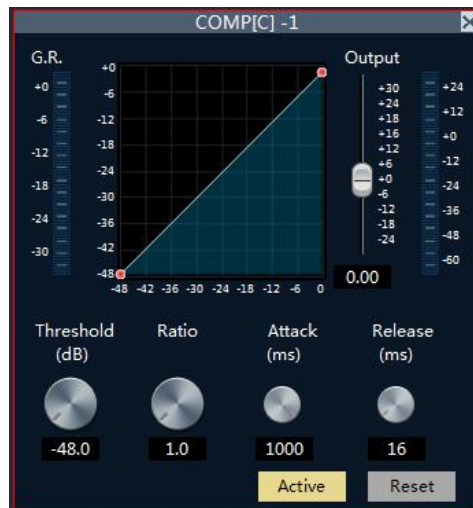 COMP[C] -1
G.R.
Output
+0
-6
-12
-18
-24
-30
+0
-6
-12
-18
-24
-30
-36
-42
-48
-48 -42 -36 -30 -24 -18 -12 -6 0
+30
+24
+18
+16
+12
+6
+0
-6
-12
-18
-24
+24
+12
+0
-10
-24
-48
-60
0.00
Threshold
(dB)
Ratio
Attack
(ms)
Release
(ms)
-48.0
1.0
1000
16
Active
Reset